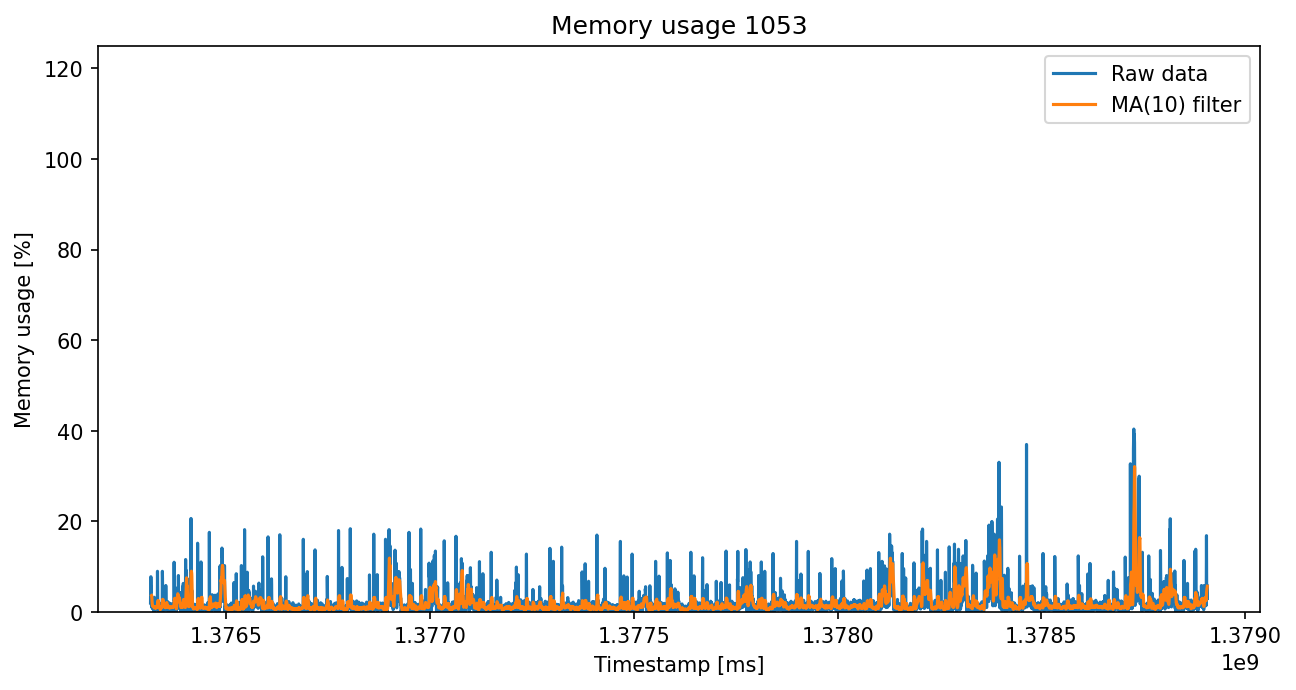 Memory usage 1053
Raw data
MA(10) filter
Memory usage [%]
120
100
80
60
40
20
0
1.3765 1.3770 1.3775 1.3780 1.3785 1.3790
1e9
Timestamp [ms]